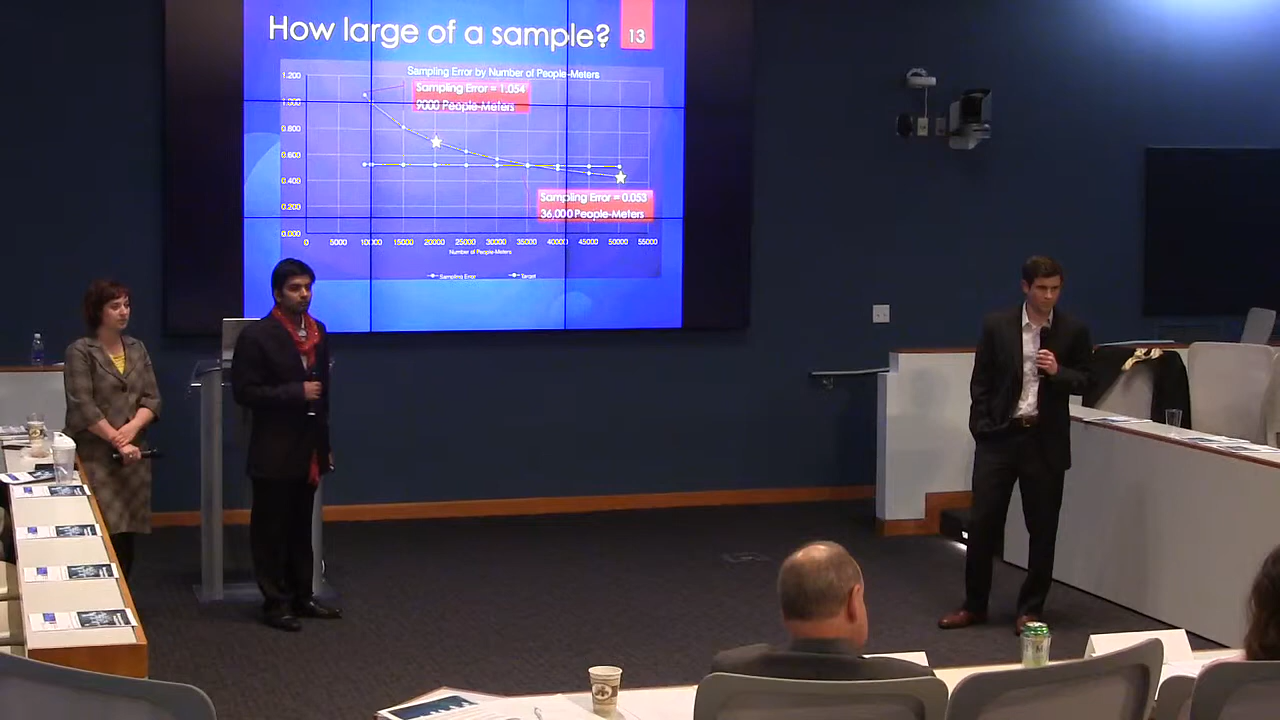 How large of a sample?
13
Sampling Error by Number of People-Meters
Sampling Error = 1.054
9000 People-Meters
1.200
1.000
0.800
0.600
0.400
0.200
0.000
Sampling Error = 0.053
36,000 People-Meters
0 5000 10000 15000 20000 25000 30000 35000 40000 45000 50000 55000
Number of People-Meters
Sampling Error Target